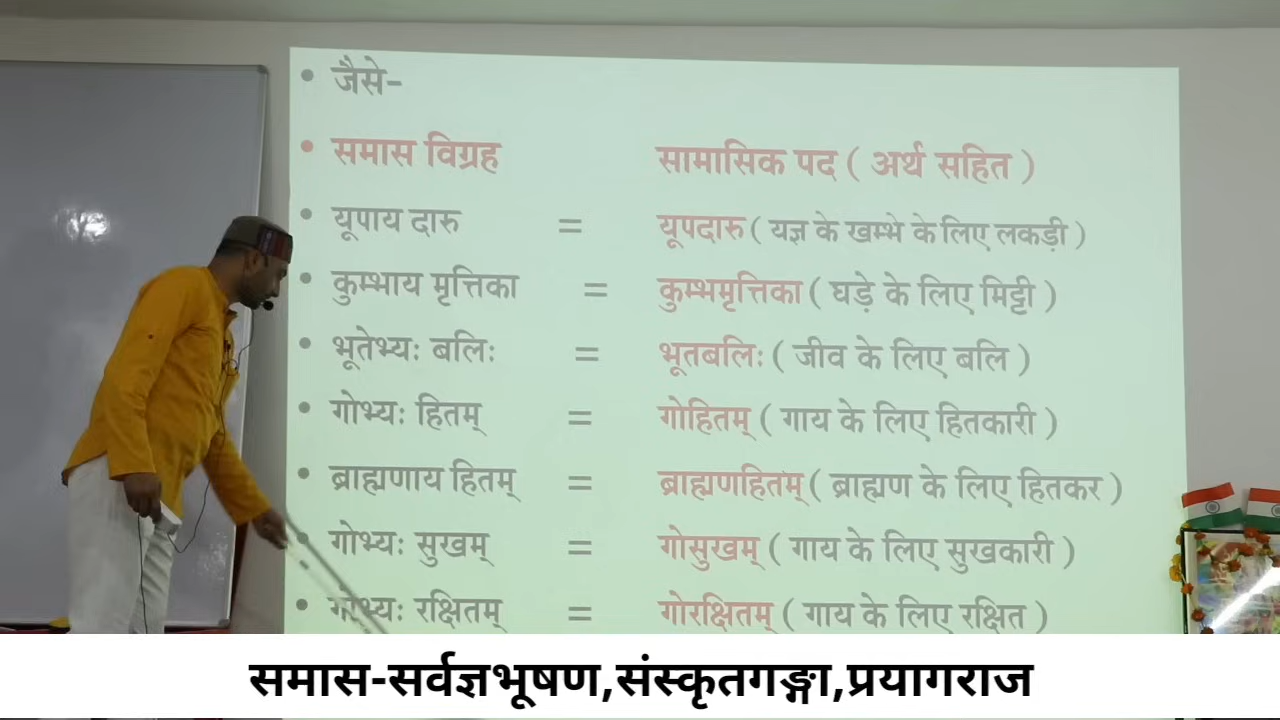 • जैसे-
• समास विग्रह सामासिक पद ( अर्थ सहित )
• यूपाय दारु = यूपदारु ( यज्ञ के खम्भे के लिए लकड़ी )
• कुम्भाय मृत्तिका = कुम्भमृत्तिका ( घड़े के लिए मिट्टी )
• भूतेभ्यः बलिः = भूतबलिः ( जीव के लिए बलि )
• गोभ्यः हितम् = गोहितम् ( गाय के लिए हितकारी )
• ब्राह्मणाय हितम् = ब्राह्मणहितम् ( ब्राह्मण के लिए हितकर )
• गोभ्यः सुखम् = गोसुखम् ( गाय के लिए सुखकारी )
• गोभ्यः रक्षितम् = गोरक्षितम् ( गाय के लिए रक्षित )
समास-सर्वज्ञभूषण,संस्कृतगङ्गा,प्रयागराज